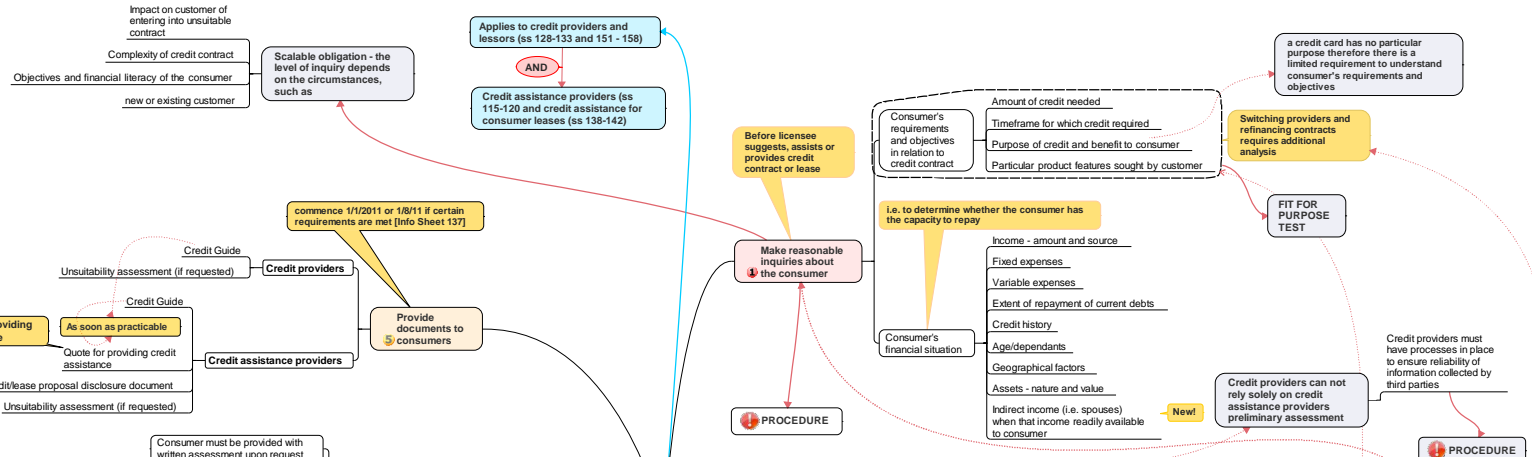 Impact on customer of
entering into unsuitable
contract
Complexity of credit contract
Objectives and financial literacy of the consumer
new or existing customer
Scalable obligation - the
level of inquiry depends
on the circumstances,
such as
Applies to credit providers and
lessors (ss 128-133 and 151 - 158)
AND
Credit assistance providers (ss
115-120 and credit assistance for
consumer leases (ss 138-142)
Before licensee
suggests, assists or
provides credit
contract or lease
Consumer's
requirements
and objectives
in relation to
credit contract
Amount of credit needed
Timeframe for which credit required
Purpose of credit and benefit to consumer
Particular product features sought by customer
a credit card has no particular
purpose therefore there is a
limited requirement to understand
consumer's requirements and
objectives
Switching providers and
refinancing contracts
requires additional
analysis
FIT FOR
PURPOSE
TEST
i.e. to determine whether the consumer has
the capacity to repay
Make reasonable
inquiries about
1 the consumer
Income - amount and source
Fixed expenses
Variable expenses
Extent of repayment of current debts
Credit history
Age/dependants
Geographical factors
Assets - nature and value
Indirect income (i.e. spouses)
when that income readily available
to consumer
New!
Consumer's
financial situation
PROCEDURE
Credit providers can not
rely solely on credit
assistance providers
preliminary assessment
Credit providers must
have processes in place
to ensure reliability of
information collected by
third parties
PROCEDURE
commence 1/1/2011 or 1/8/11 if certain
requirements are met [Info Sheet 137]
Credit Guide
Unsuitability assessment (if requested)
Credit providers
Provide
documents to
5 consumers
Credit Guide
As soon as practicable
Quote for providing credit
assistance
Credit assistance providers
dit/lease proposal disclosure document
Unsuitability assessment (if requested)
oviding
e
Consumer must be provided with
written assessment upon request